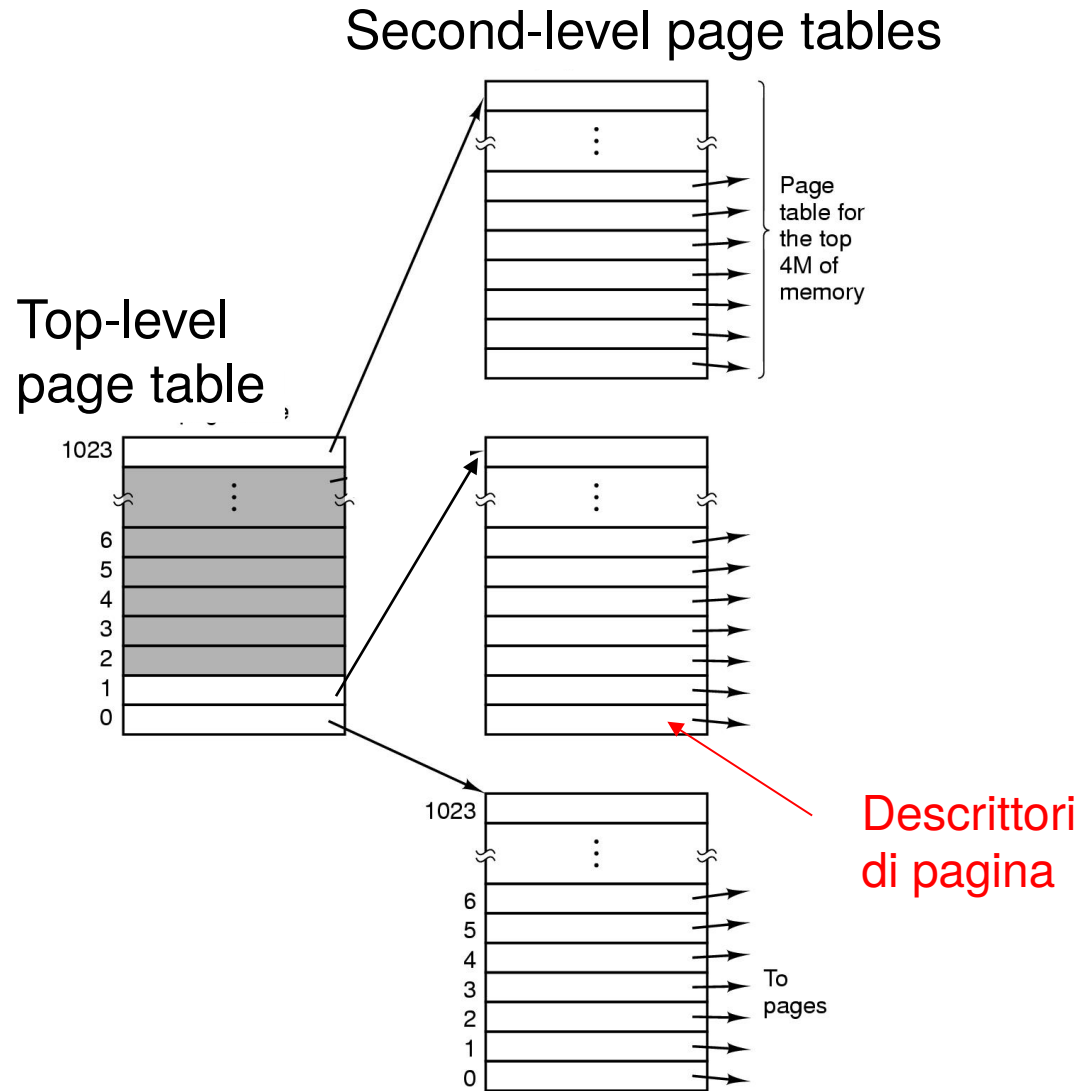 Second-level page tables
Page
table for
the top
4M of
memory
Top-level
page table
1023
6
5
4
3
2
1
0
1023
6
5
4
3
2
1
0
To
pages
Descrittori
di pagina